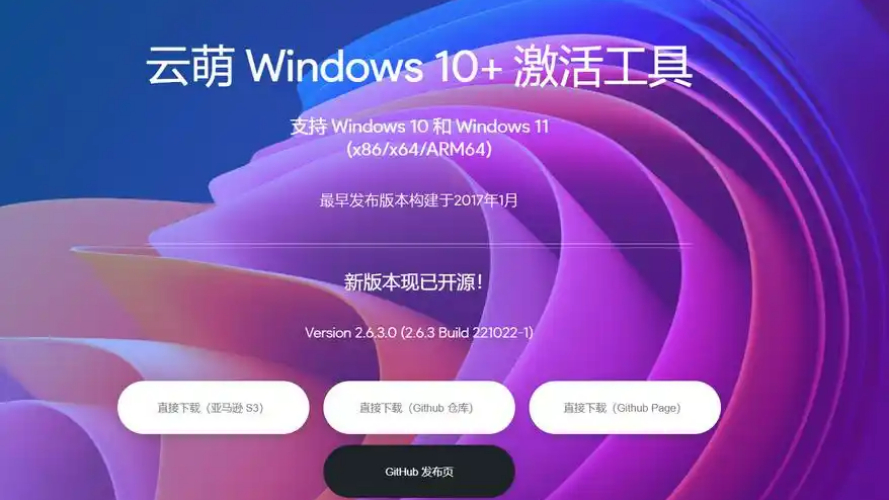 云萌 Windows 10+ 激活工具
支持 Windows 10 和 Windows 11
(x86/x64/ARM64)
最早发布版本构建于2017年1月
新版本现已开源！
Version 2.6.3.0 (2.6.3 Build 221022-1)
直接下载（亚马逊 S3）
直接下载（Github 仓库）
直接下载（Github Page）
GitHub 发布页